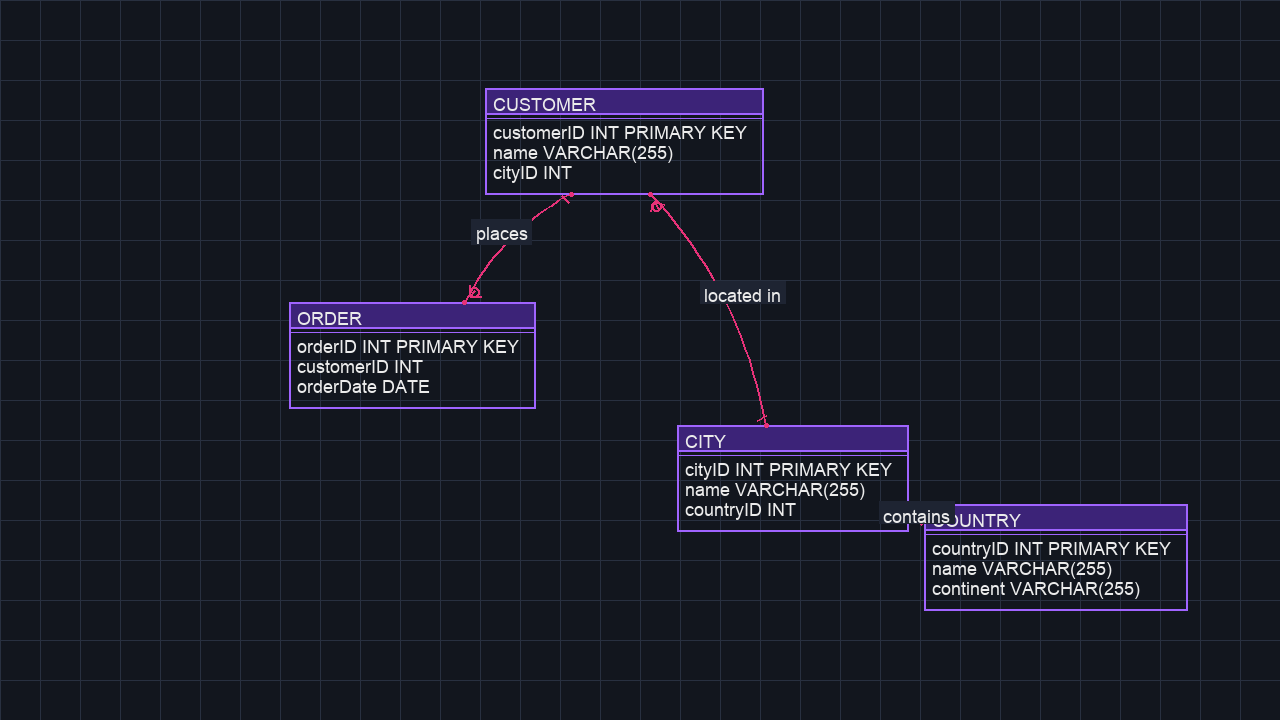 CUSTOMER
customerID INT PRIMARY KEY
name VARCHAR(255)
cityID INT
places
located in
ORDER
orderID INT PRIMARY KEY
customerID INT
orderDate DATE
CITY
cityID INT PRIMARY KEY
name VARCHAR(255)
countryID INT
contains
COUNTRY
countryID INT PRIMARY KEY
name VARCHAR(255)
continent VARCHAR(255)